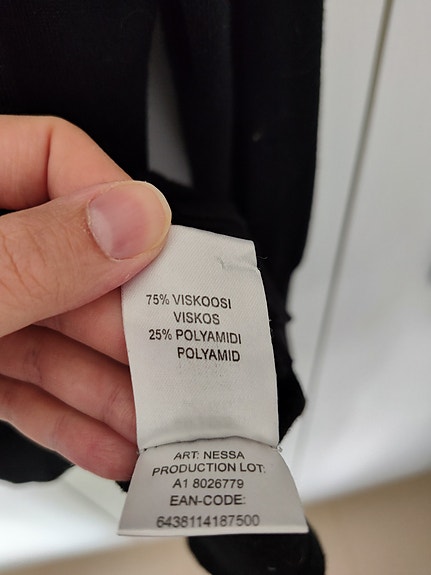 75% VISKOOSI
VISKOS
25% POLYAMIDI
POLYAMID
ART: NESSA
PRODUCTION LOT:
A1 8026779
EAN-CODE:
6438114187500